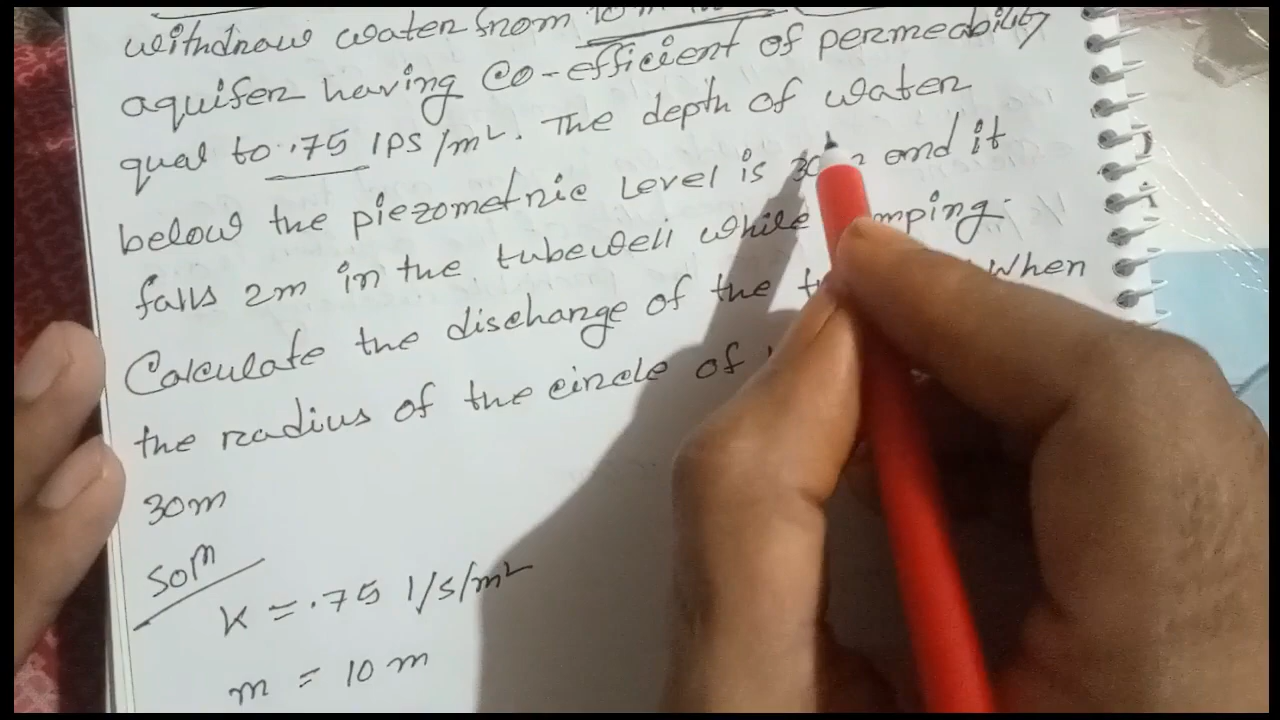 withdraw water from 10 m
aquifer having co-efficient of permeability
qual to .75 lps/m². The depth of water
below the piezometric Level is and it
falls 2m in the tubewell while
Calculate the discharge of the When
the radius of the circle of
30m
Soln
K = .75 l/s/m²
m = 10 m